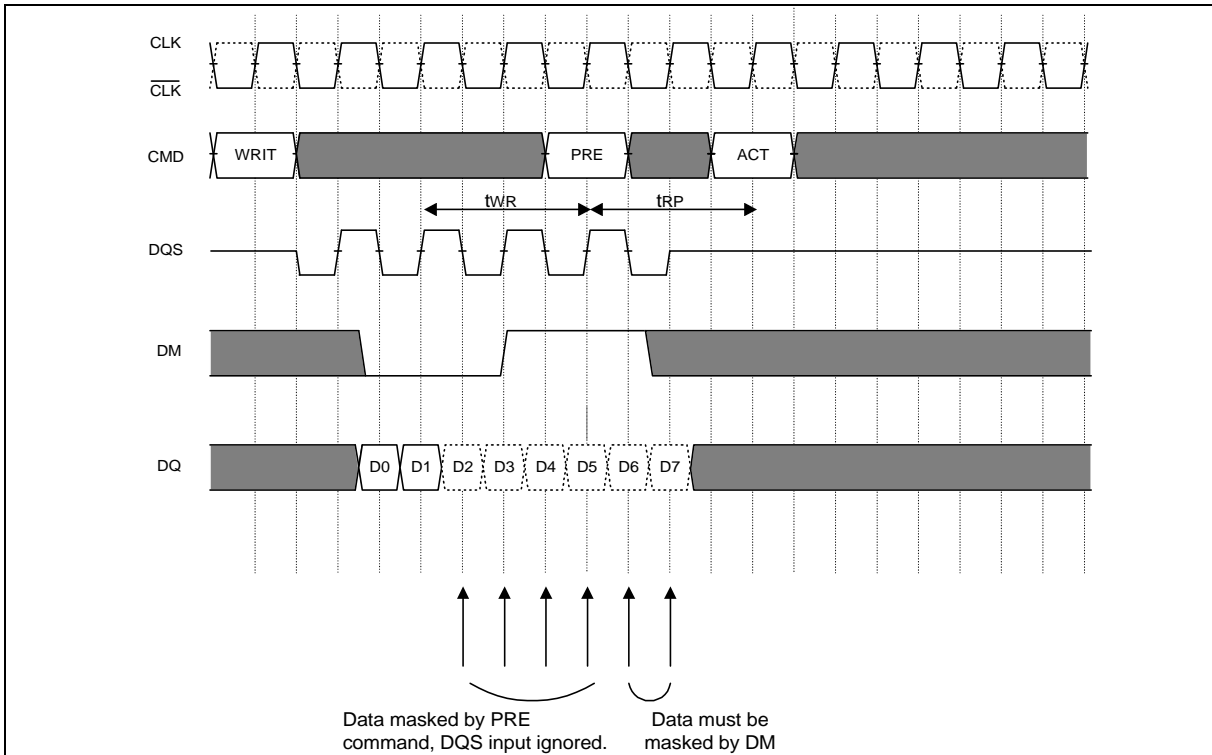 CLK
CLK
CMD
WRIT
PRE
ACT
tWR
tRP
DQS
DM
DQ
D0 D1 D2 D3 D4 D5 D6 D7
Data masked by PRE
command, DQS input ignored.
Data must be
masked by DM